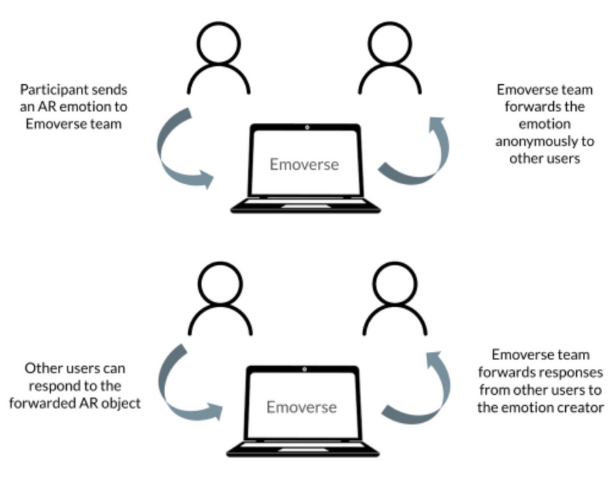 Participant sends
an AR emotion to
Emoverse team
Emoverse
Emoverse team
forwards the
emotion
anonymously to
other users
Other users can
respond to the
forwarded AR object
Emoverse
Emoverse team
forwards responses
from other users to
the emotion creator